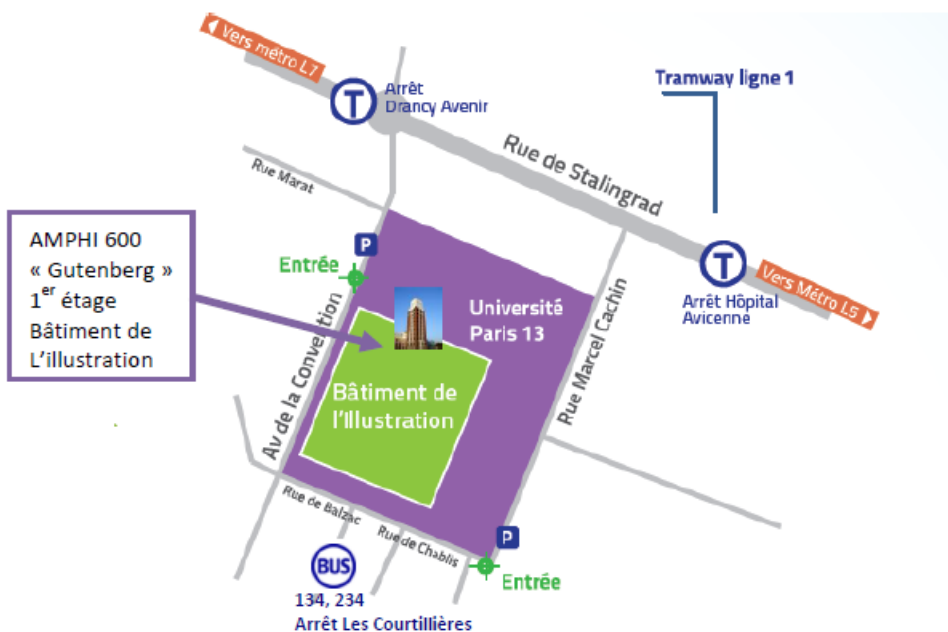 Vers métro L7
T
Arrêt
Drancy Avenir
Tramway ligne 1
Rue de Stalingrad
Rue Marat
T
Arrêt Hôpital
Avicenne
Vers Métro L5
AMPHI 600
« Gutenberg »
1er étage
Bâtiment de
L’illustration
P
Entrée
Av de la Convention
Université
Paris 13
Rue Marcel Cachin
Bâtiment de
l’Illustration
Rue de Balzac
Rue de Chablis
P
Entrée
BUS
134, 234
Arrêt Les Courtillières